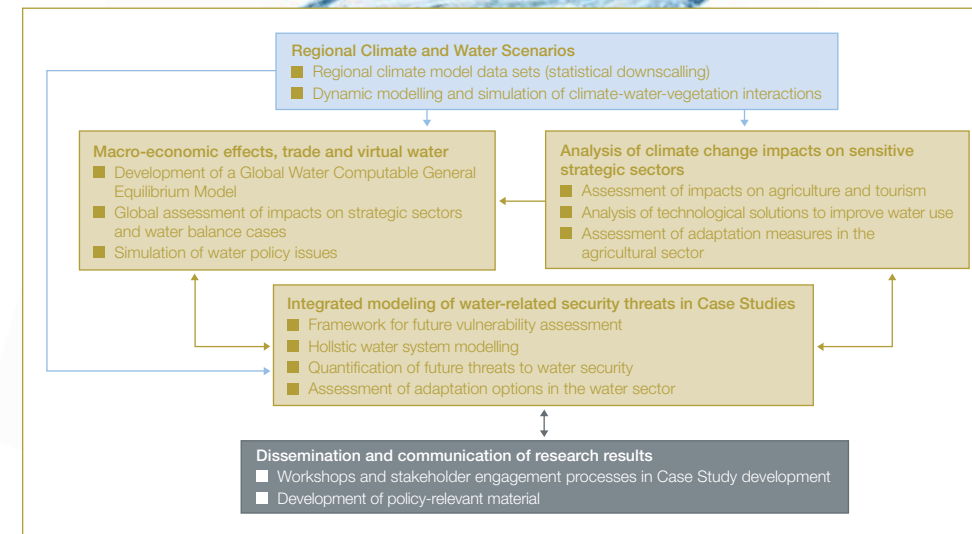 Regional Climate and Water Scenarios
Regional climate model data sets (statistical downscalling)
Dynamic modelling and simulation of climate-water-vegetation interactions
Macro-economic effects, trade and virtual water
Development of a Global Water Computable General
Equilibrium Model
Global assessment of impacts on strategic sectors
and water balance cases
Simulation of water policy issues
Analysis of climate change impacts on sensitive
strategic sectors
Assessment of impacts on agriculture and tourism
Analysis of technological solutions to improve water use
Assessment of adaptation measures in the
agricultural sector
Integrated modeling of water-related security threats in Case Studies
Framework for future vulnerability assessment
Holistic water system modelling
Quantification of future threats to water security
Assessment of adaptation options in the water sector
Dissemination and communication of research results
Workshops and stakeholder engagement processes in Case Study development
Development of policy-relevant material